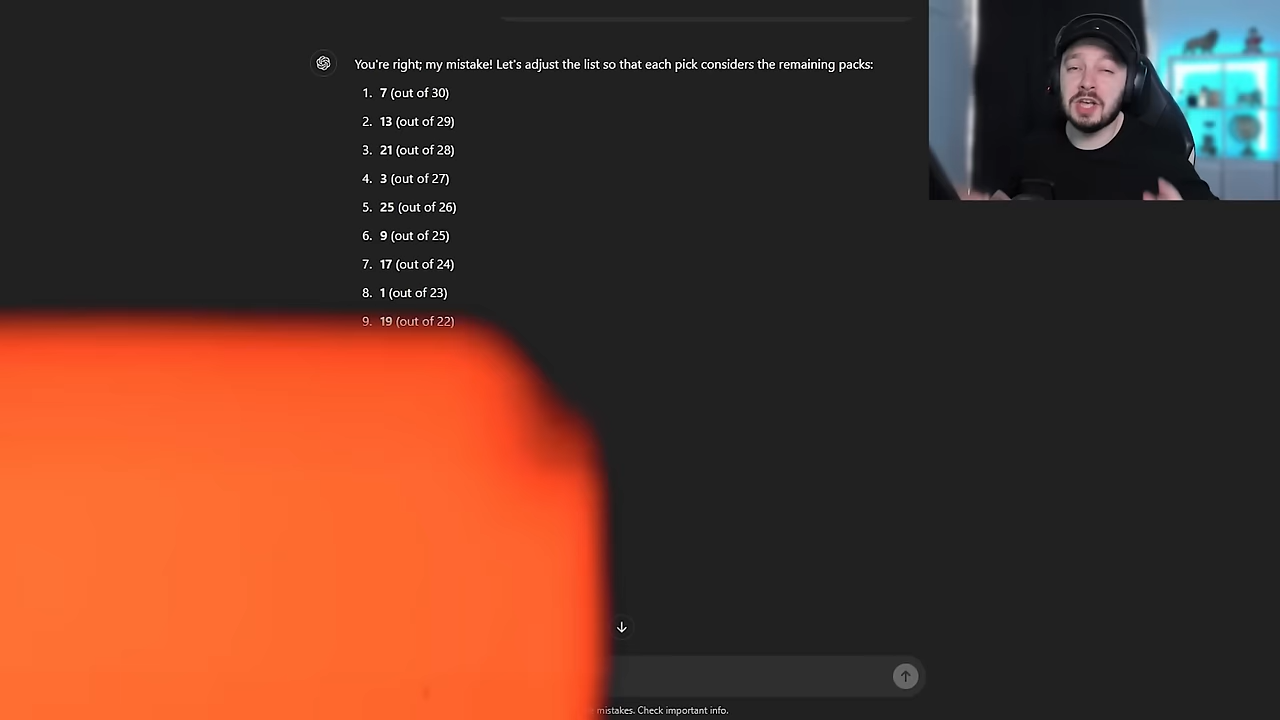 You're right; my mistake! Let's adjust the list so that each pick considers the remaining packs:
1. 7 (out of 30)
2. 13 (out of 29)
3. 21 (out of 28)
4. 3 (out of 27)
5. 25 (out of 26)
6. 9 (out of 25)
7. 17 (out of 24)
8. 1 (out of 23)
9. 19 (out of 22)
mistakes. Check important info.